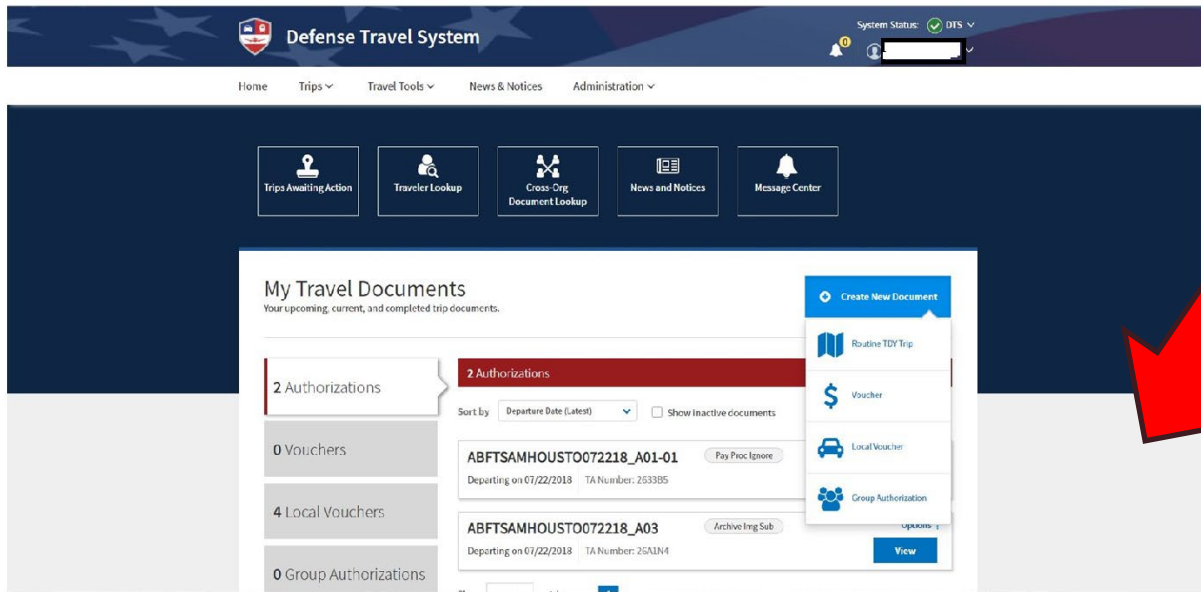 System Status: DTS
Defense Travel System
0
Home Trips Travel Tools News & Notices Administration
Trips Awaiting Action
Traveler Lookup
Cross-Org
Document Lookup
News and Notices
Message Center
My Travel Documents
Your upcoming, current, and completed trip documents.
Create New Document
Routine TDY Trip
Voucher
Local Voucher
Group Authorization
2 Authorizations
0 Vouchers
4 Local Vouchers
0 Group Authorizations
2 Authorizations
Sort by Departure Date (Latest) Show inactive documents
ABFTSAMHOUSTO072218_A01-01 Pay Proc Ignore
Departing on 07/22/2018 TA Number: 2633B5
ABFTSAMHOUSTO072218_A03 Archive Img Sub
Options
Departing on 07/22/2018 TA Number: 26A1N4
View